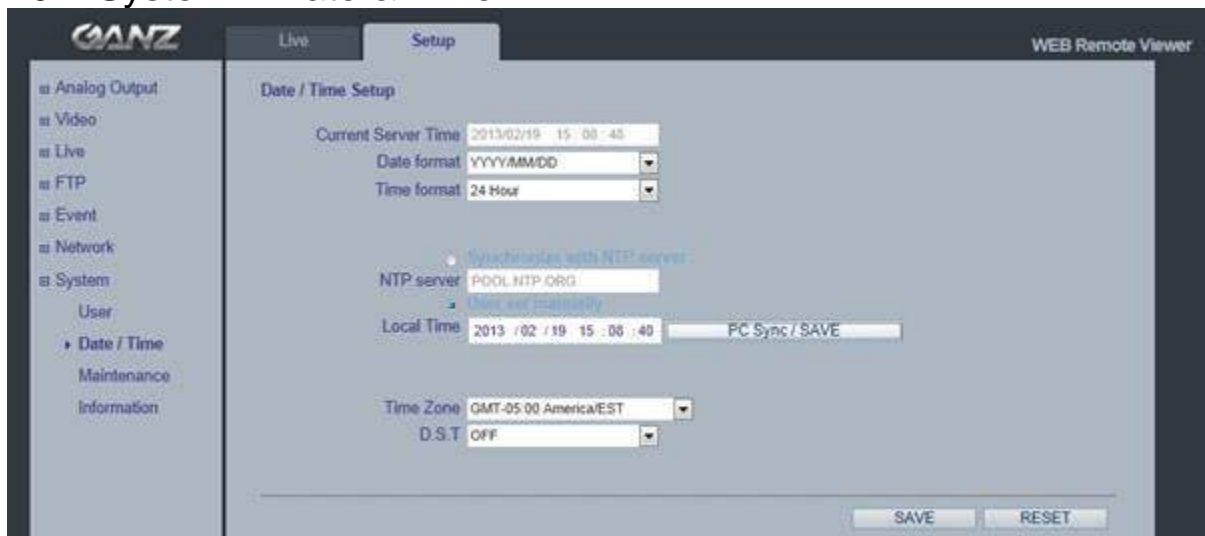 GANZ
Live
Setup
WEB Remote Viewer
Analog Output
Video
Live
FTP
Event
Network
System
User
Date / Time
Maintenance
Information
Date / Time Setup
Current Server Time 2013/02/19 15 : 08 : 48
Date format YYYY/MM/DD
Time format 24 Hour
Synchronize with NTP server
NTP server POOL.NTP.ORG
User set manually
Local Time 2013 / 02 / 19 15 : 08 : 40 PC Sync / SAVE
Time Zone GMT-05:00 America/EST
D.S.T OFF
SAVE RESET